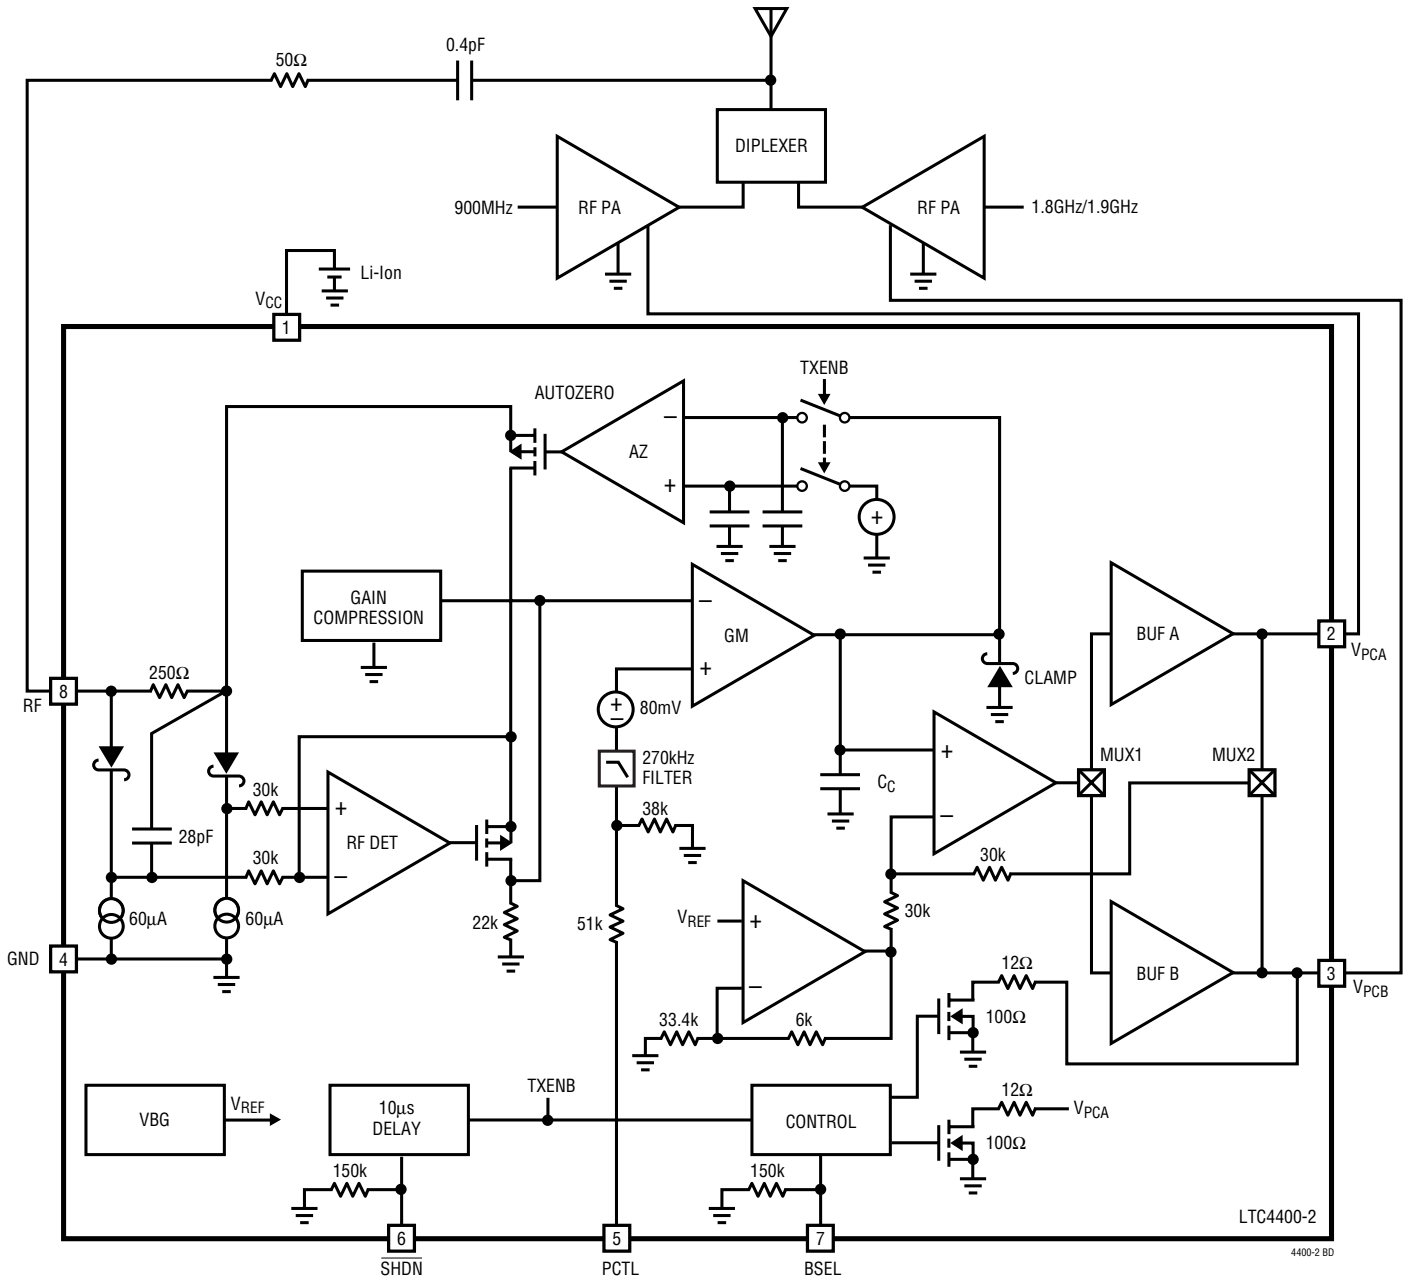 0.4pF
50Ω
DIPLEXER
900MHz
RF PA
RF PA
1.8GHz/1.9GHz
Li-Ion
VCC
1
TXENB
AUTOZERO
–
AZ
+
+
GAIN
COMPRESSION
–
GM
+
BUF A
2
VPCA
250Ω
8
RF
+
–
80mV
CLAMP
270kHz
FILTER
+
MUX1
MUX2
CC
30k
+
28pF
RF DET
38k
–
30k
–
30k
60µA
60µA
22k
51k
VREF
+
30k
GND
4
–
12Ω
BUF B
3
VPCB
33.4k
6k
100Ω
VBG
VREF
10µs
DELAY
TXENB
CONTROL
12Ω
VPCA
100Ω
150k
150k
LTC4400-2
6
5
7
SHDN
PCTL
BSEL
4400-2 BD